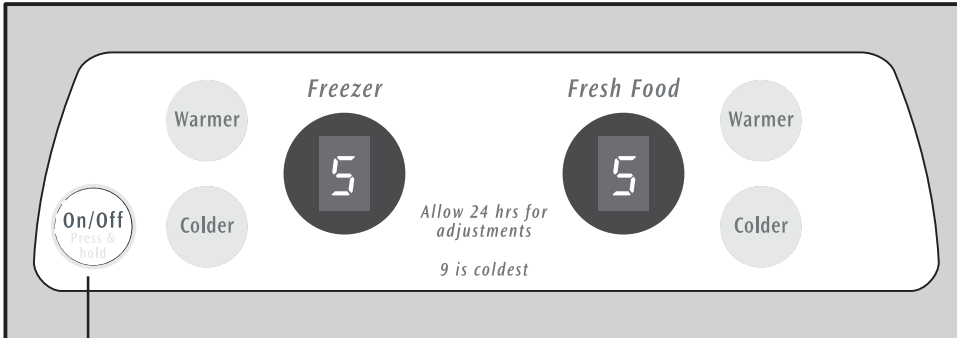 Freezer
Fresh Food
Warmer
Warmer
5
5
On/Off
Press &
hold
Colder
Allow 24 hrs for
adjustments
Colder
9 is coldest